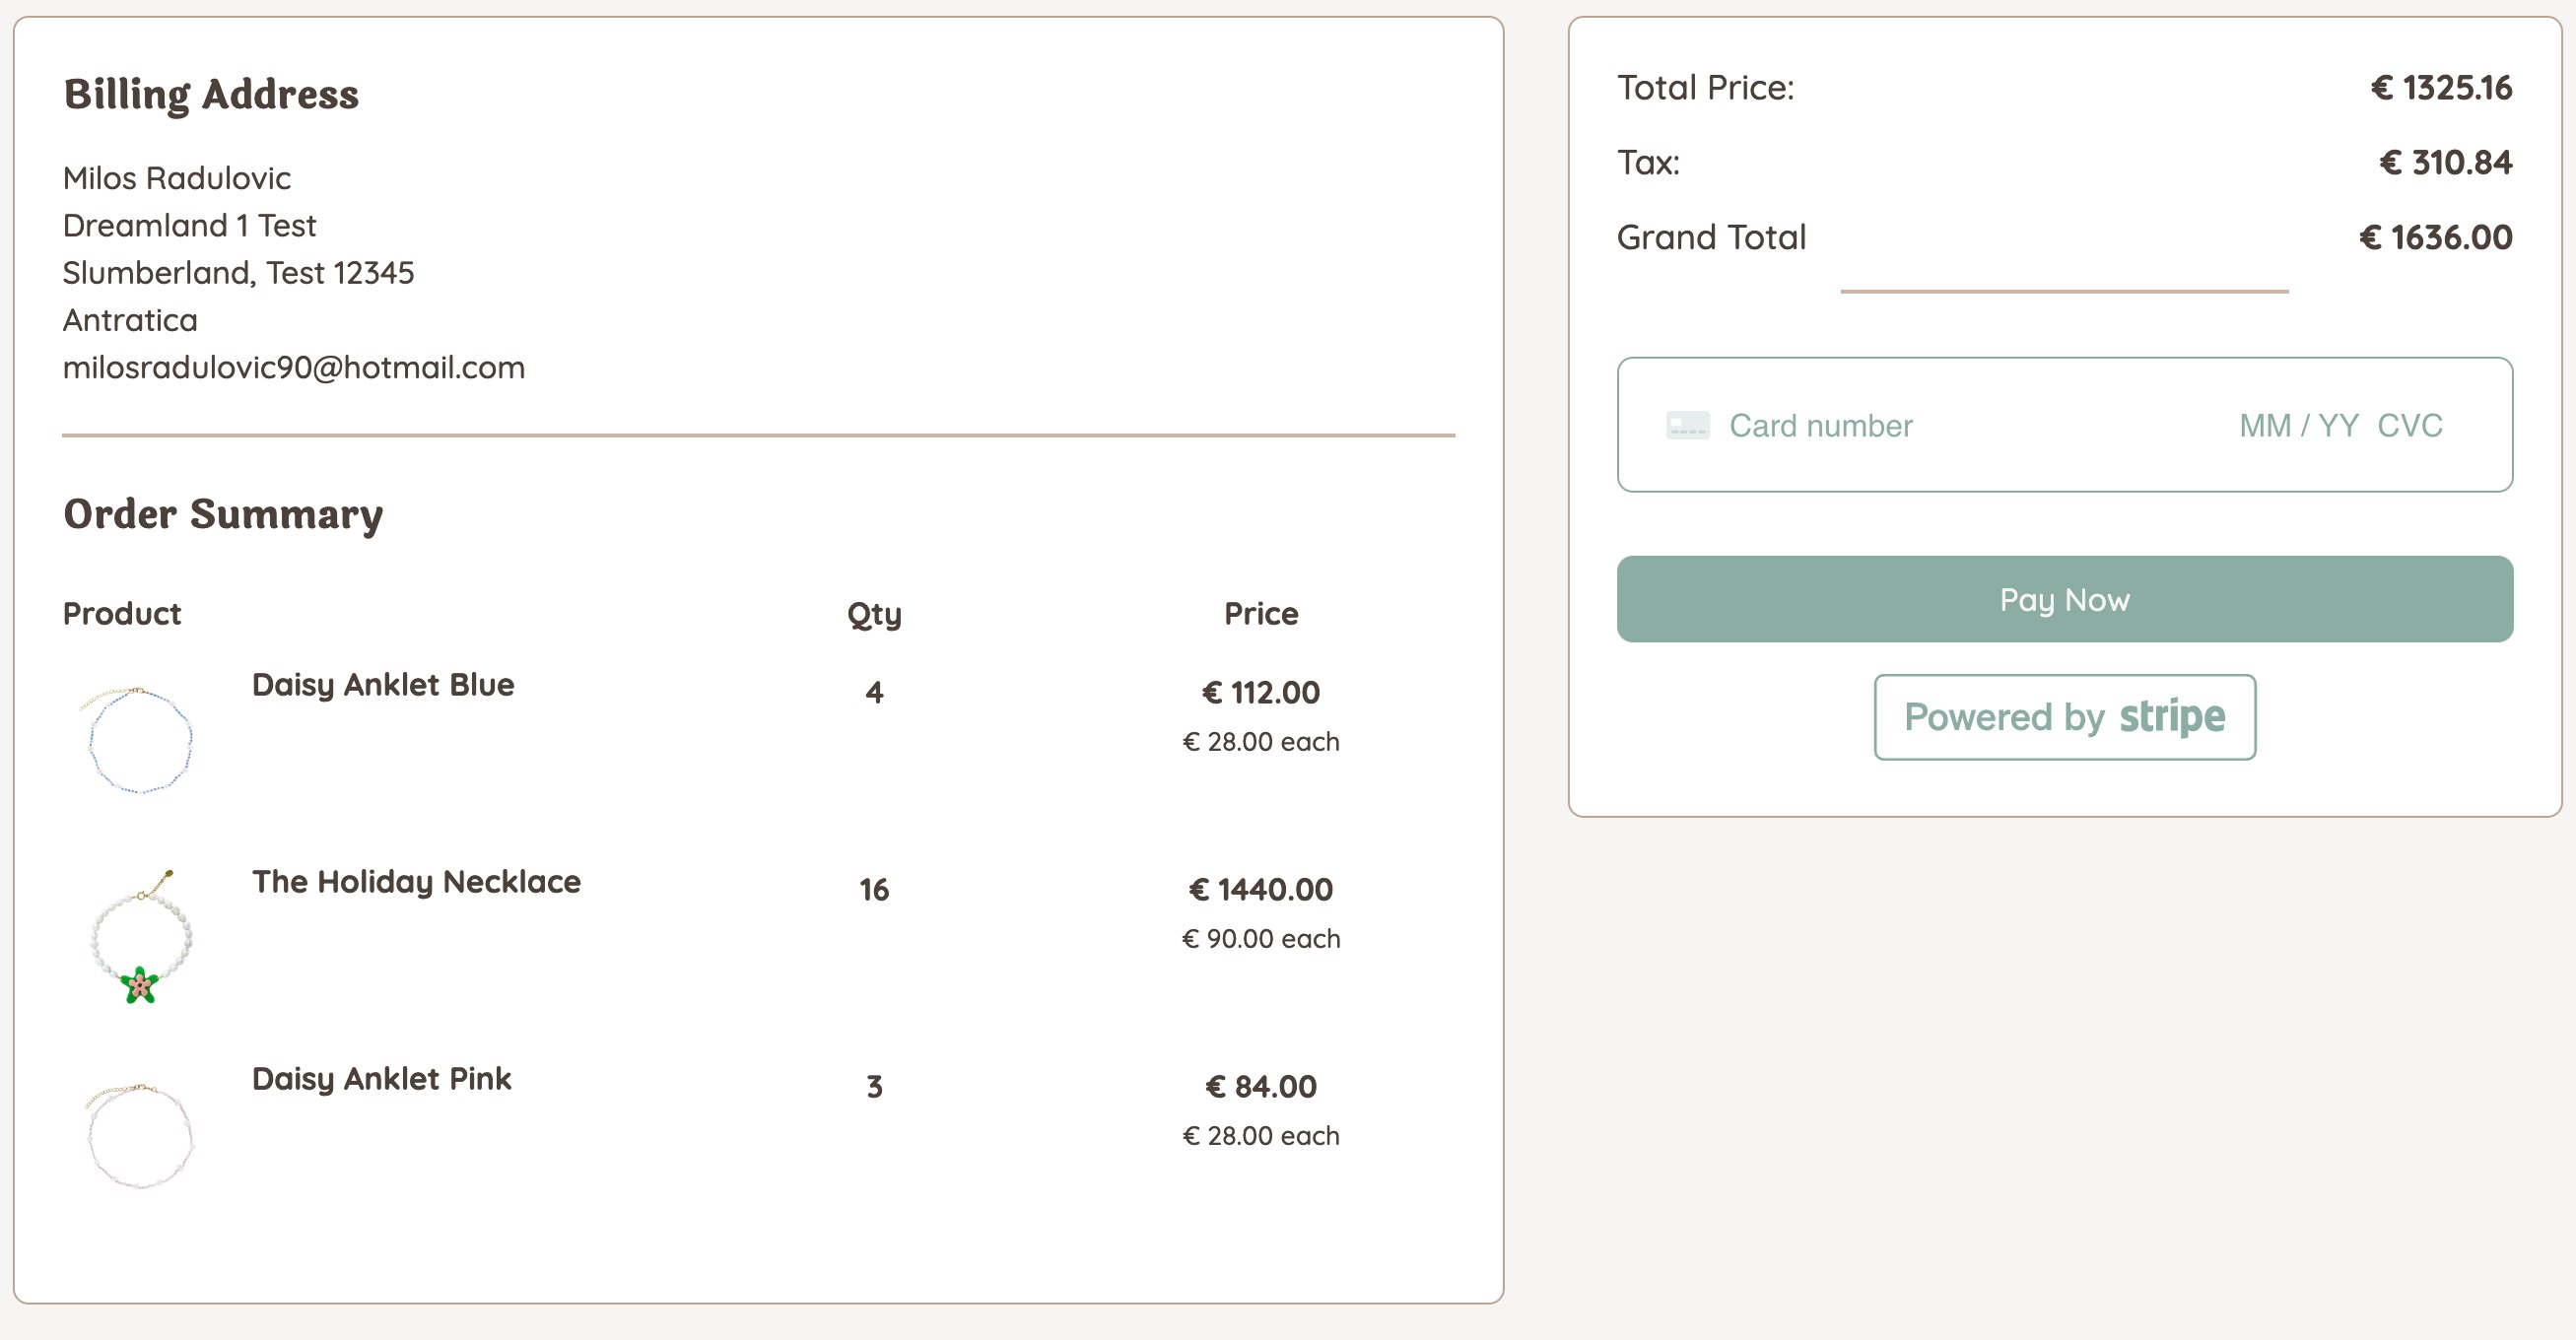 Billing Address
Milos Radulovic
Dreamland 1 Test
Slumberland, Test 12345
Antratica
milosradulovic90@hotmail.com
Order Summary
Product Qty Price
Daisy Anklet Blue 4 € 112.00
€ 28.00 each
The Holiday Necklace 16 € 1440.00
€ 90.00 each
Daisy Anklet Pink 3 € 84.00
€ 28.00 each
Total Price: € 1325.16
Tax: € 310.84
Grand Total € 1636.00
Card number MM / YY CVC
Pay Now
Powered by stripe